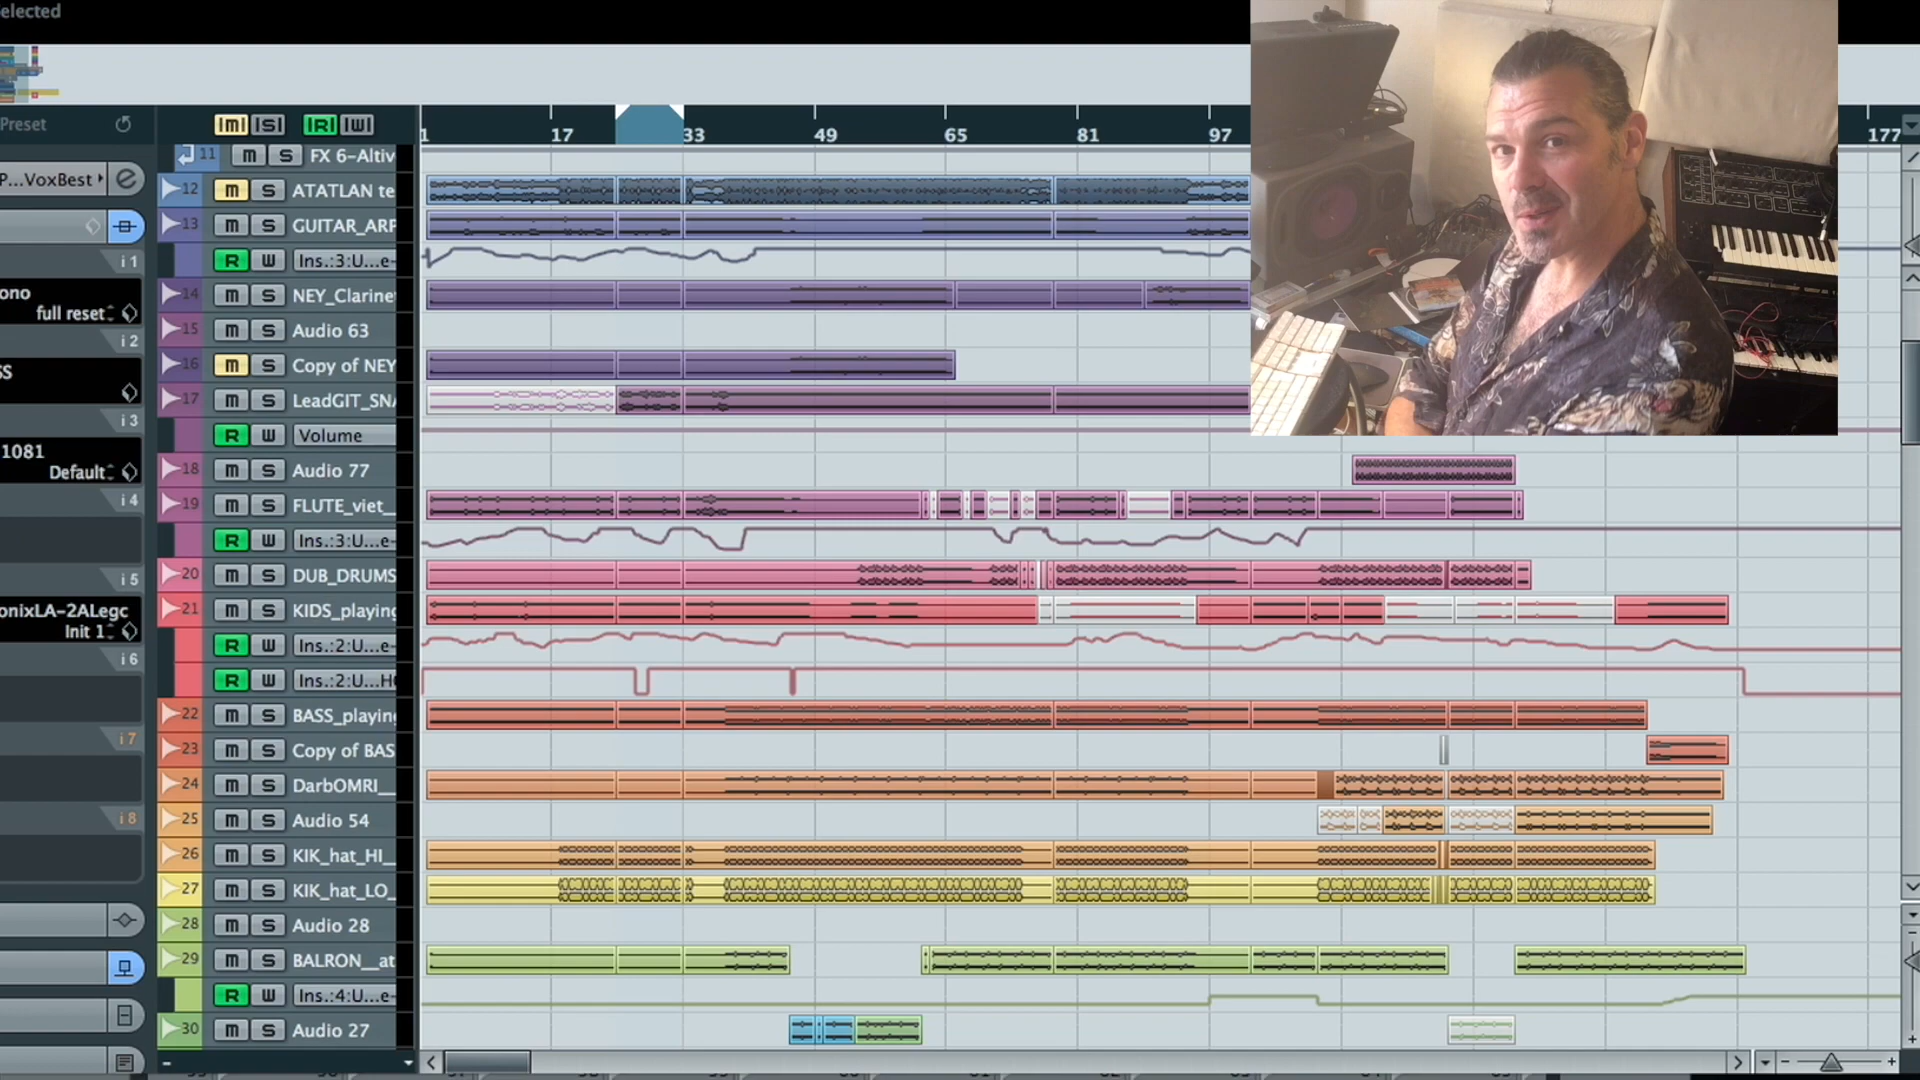 elected
Preset
M S R W
1 17 33 49 65 81 97 177
11 m S FX 6-Altiv
P...VoxBest
12 m S ATATLAN te
13 m S GUITAR_ARP
i 1
R W Ins.:3:U...e-
ono
full reset
14 m S NEY_Clarine
i 2
15 m S Audio 63
SS
16 m S Copy of NEY
17 m S LeadGIT_SNA
i 3
R W Volume
1081
Default
18 m S Audio 77
i 4
19 m S FLUTE_viet_
R W Ins.:3:U...e-
i 5
20 m S DUB_DRUMS
onixLA-2ALegc
Init 1
21 m S KIDS_playing
R W Ins.:2:U...e-
i 6
R W Ins.:2:U...H
22 m S BASS_playing
i 7
23 m S Copy of BAS
24 m S DarbOMRI__
i 8
25 m S Audio 54
26 m S KIK_hat_HI_
27 m S KIK_hat_LO_
28 m S Audio 28
29 m S BALRON__at
R W Ins.:4:U...e-
30 m S Audio 27